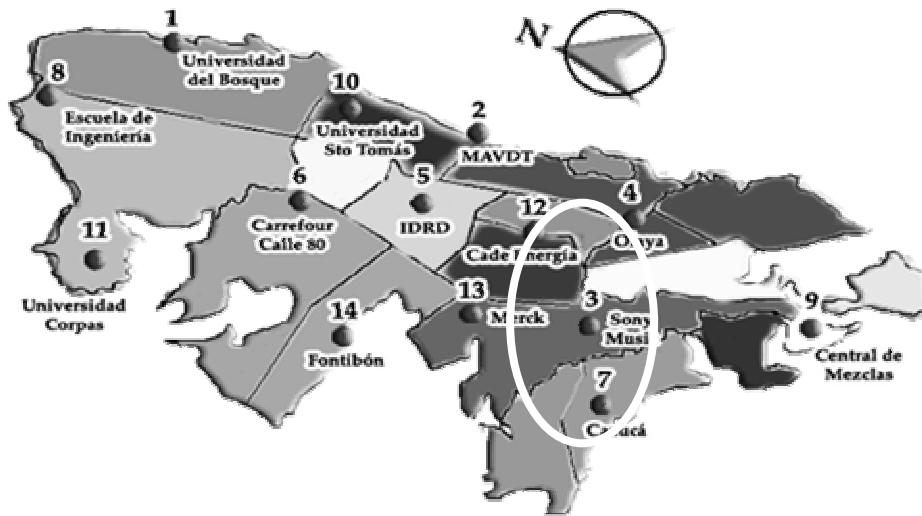 1
Universidad
del Bosque
N
8
Escuela de
Ingeniería
10
Universidad
Sto Tomás
2
MAVDT
6
Carrefour
Calle 80
5
IDRD
12
Cade Energía
4
Olaya
11
Universidad
Corpas
14
Fontibón
13
Merck
3
Sony
Musi
9
Central de
Mezclas
7